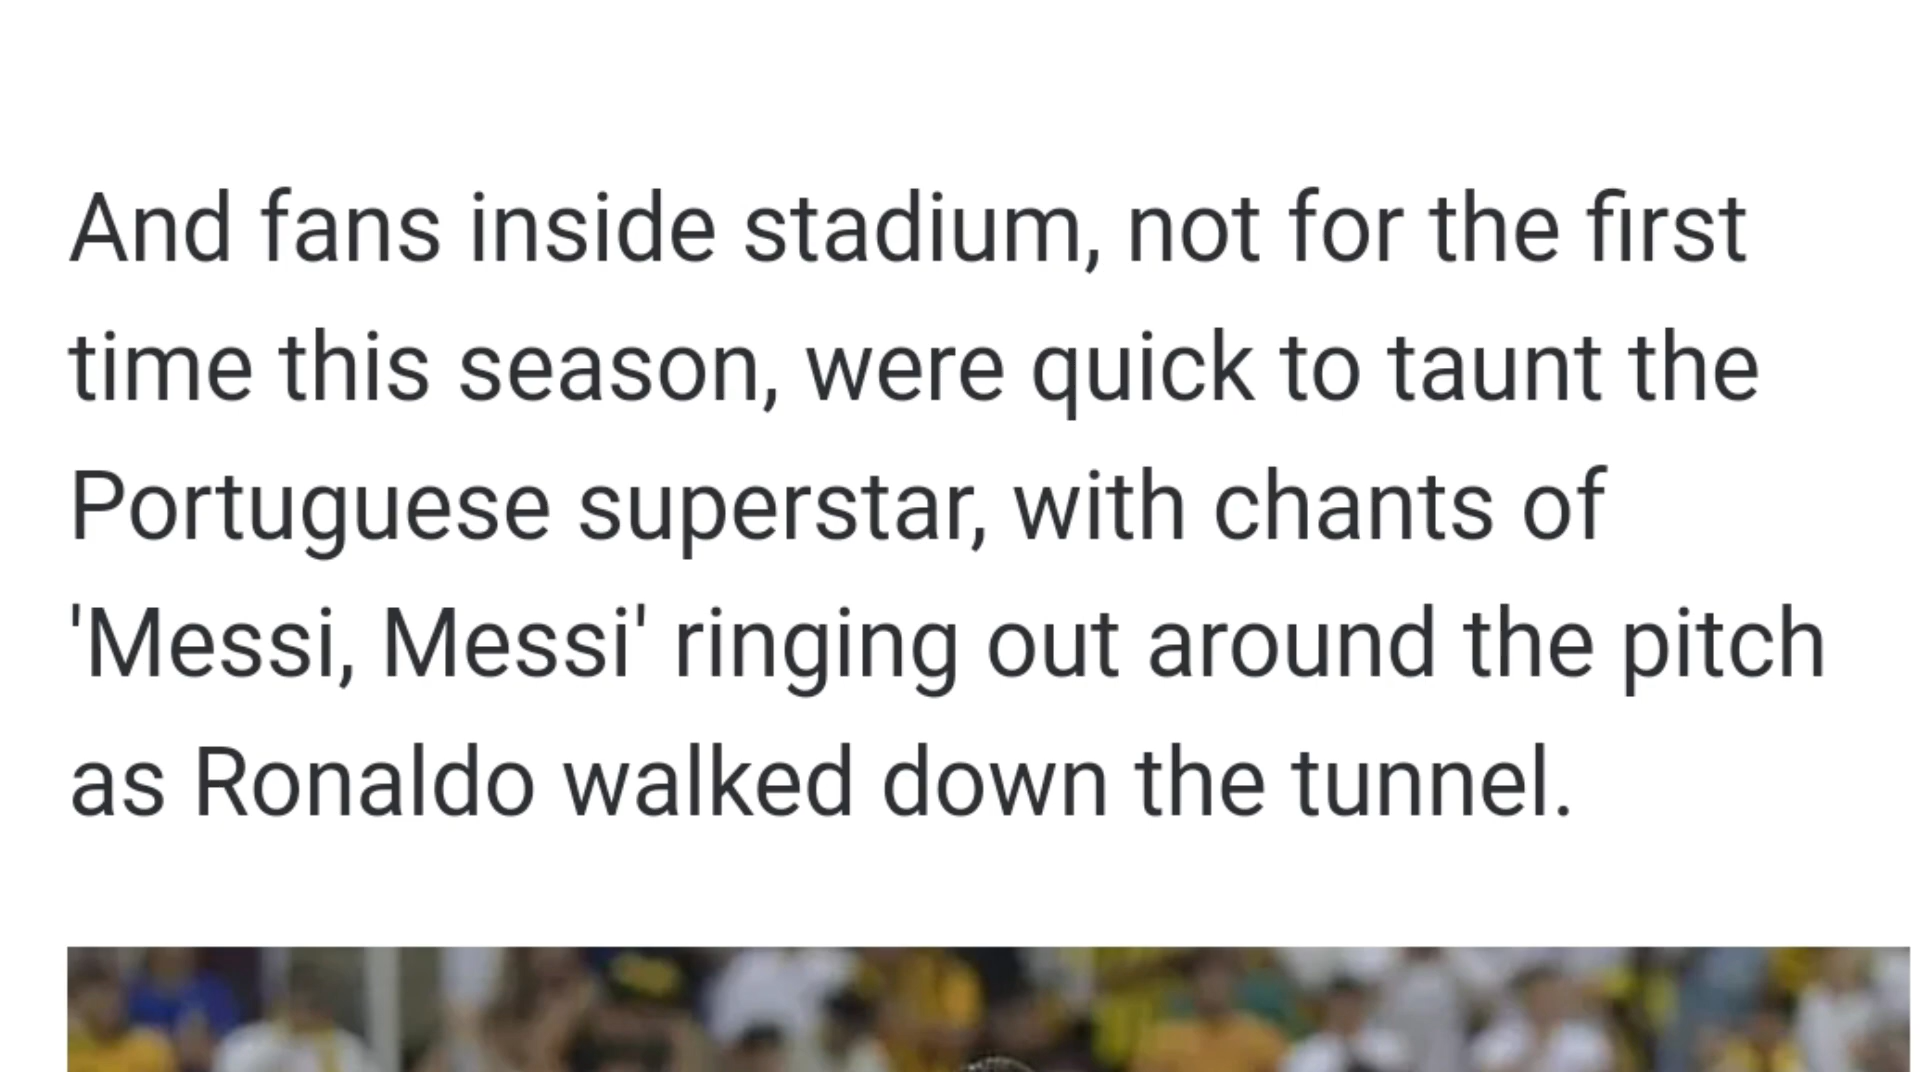 And fans inside stadium, not for the first
time this season, were quick to taunt the
Portuguese superstar, with chants of
'Messi, Messi' ringing out around the pitch
as Ronaldo walked down the tunnel.